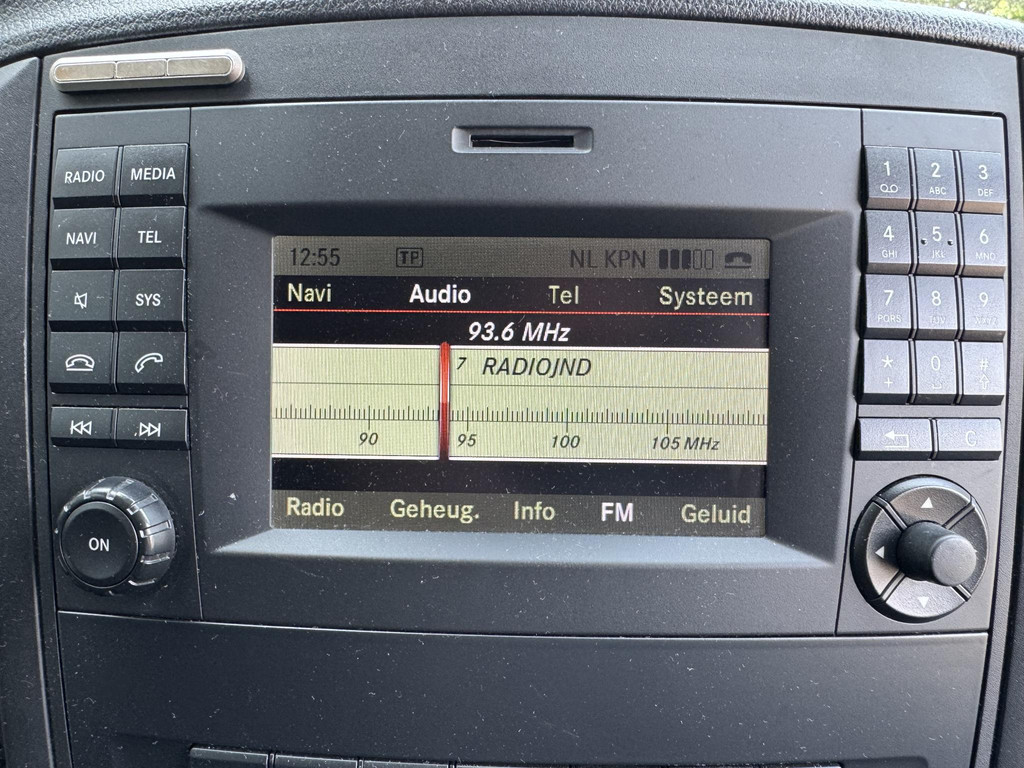 RADIO MEDIA
NAVI TEL
SYS
ON
12:55 TP NL KPN
Navi Audio Tel Systeem
93.6 MHz
7 RADIOJND
90 95 100 105 MHz
Radio Geheug. Info FM Geluid
1 2 ABC 3 DEF
4 GHI 5 JKL 6 MNO
7 PQRS 8 TUV 9
* + 0 #
C